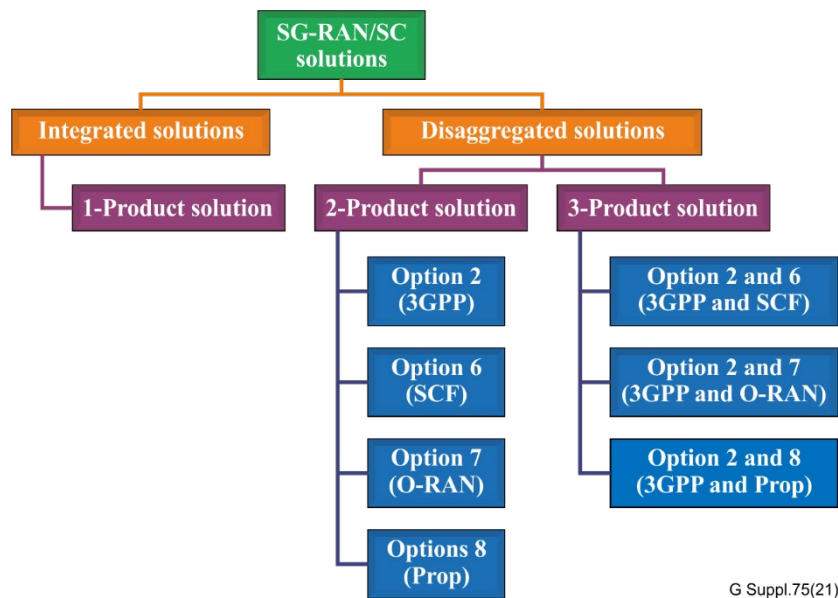 SG-RAN/SC
solutions
Integrated solutions
Disaggregated solutions
1-Product solution
2-Product solution
3-Product solution
Option 2
(3GPP)
Option 6
(SCF)
Option 7
(O-RAN)
Options 8
(Prop)
Option 2 and 6
(3GPP and SCF)
Option 2 and 7
(3GPP and O-RAN)
Option 2 and 8
(3GPP and Prop)
G Suppl.75(21)